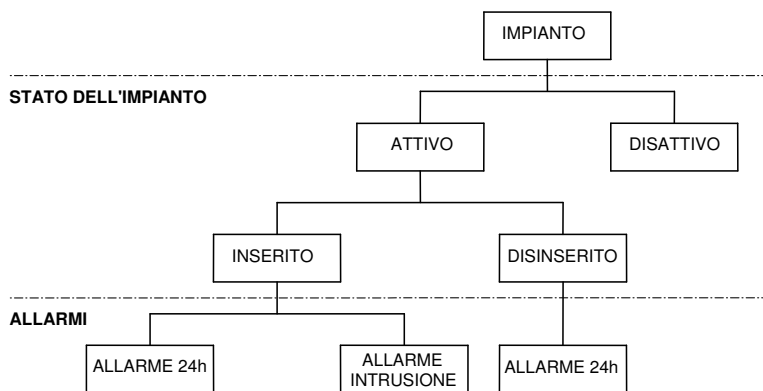 IMPIANTO
STATO DELL'IMPIANTO
ATTIVO
DISATTIVO
INSERITO
DISINSERITO
ALLARMI
ALLARME 24h
ALLARME
INTRUSIONE
ALLARME 24h